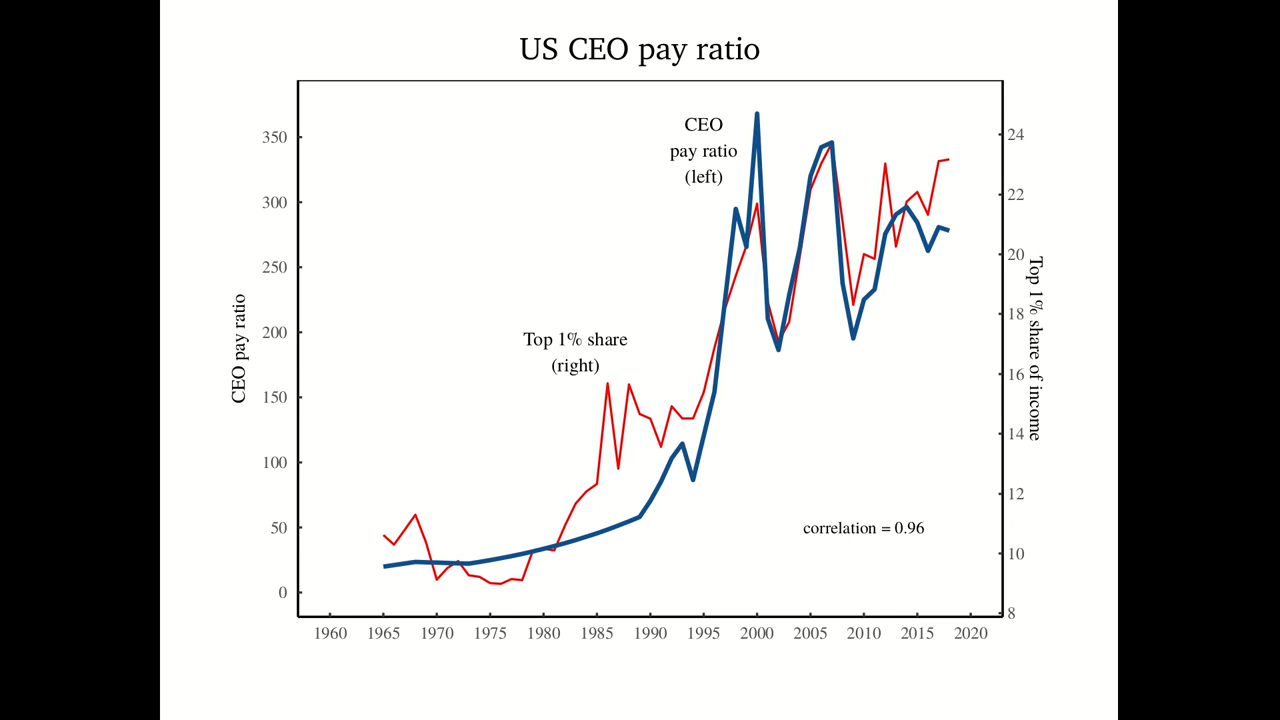 US CEO pay ratio
CEO
pay ratio
(left)
Top 1% share
(right)
correlation = 0.96
CEO pay ratio
350
300
250
200
150
100
50
0
Top 1% share of income
24
22
20
18
16
14
12
10
8
1960 1965 1970 1975 1980 1985 1990 1995 2000 2005 2010 2015 2020